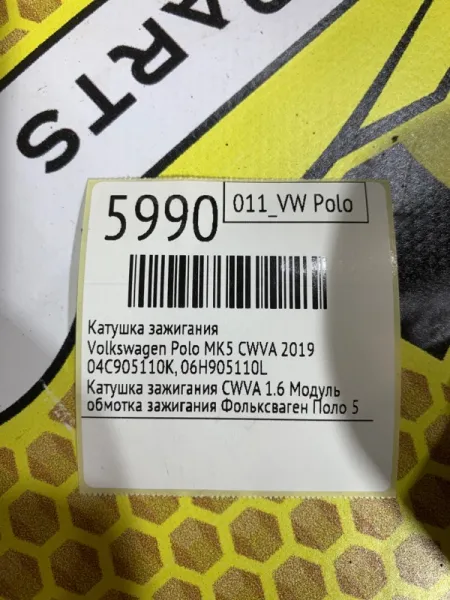 PARTS
5990
011_VW Polo
Катушка зажигания
Volkswagen Polo MK5 CWVA 2019
04C905110K, 06H905110L
Катушка зажигания CWVA 1.6 Модуль
обмотка зажигания Фольксваген Поло 5